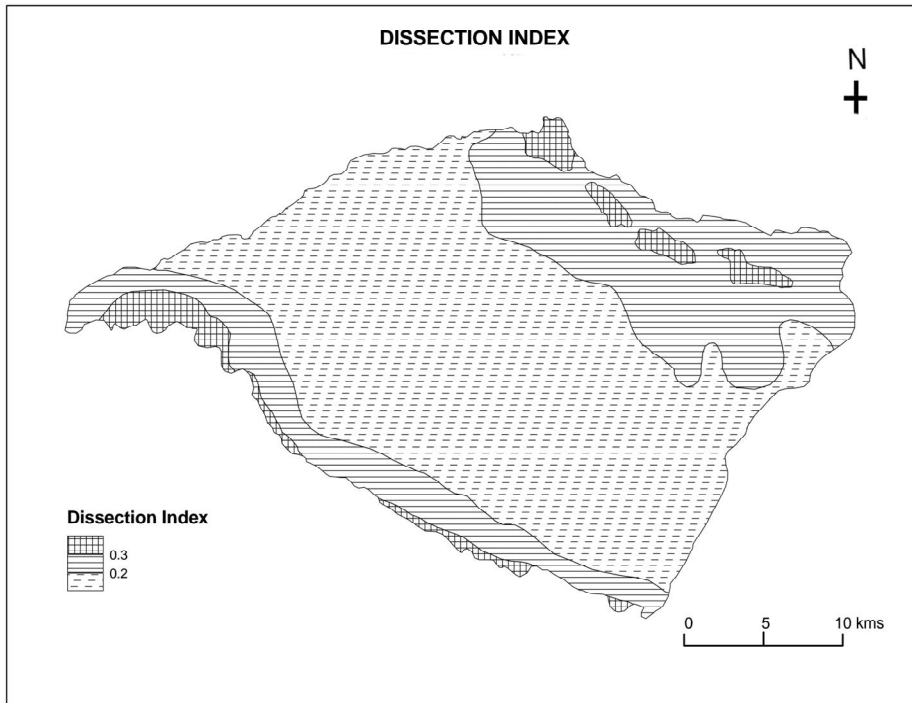 DISSECTION INDEX
N
Dissection Index
0.3
0.2
0 5 10 kms